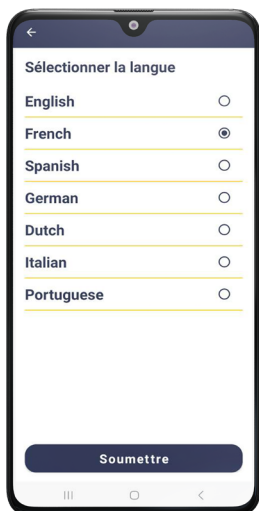 Sélectionner la langue
English
French
Spanish
German
Dutch
Italian
Portuguese
Soumettre